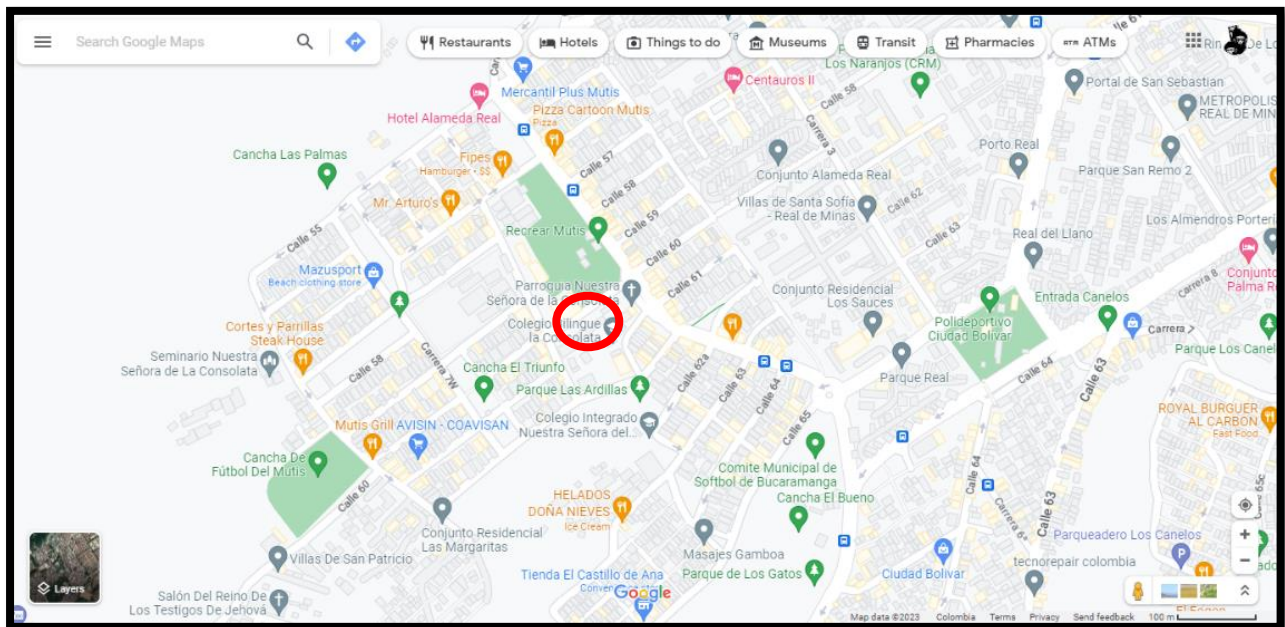 Search Google Maps
Restaurants
Hotels
Things to do
Museums
Transit
Pharmacies
ATMs
Los Naranjos (CRM)
Centauros II
Calle 58
Portal de San Sebastian
METROPOLIS
REAL DE MIN
Mercantil Plus Mutis
Pizza Cartoon Mutis
Pizza
Hotel Alameda Real
Carrera 3
Cancha Las Palmas
Fipes
Hamburger • $$
Calle 57
Conjunto Alameda Real
Porto Real
Parque San Remo 2
Mr. Arturo's
Calle 58
Villas de Santa Sofía
- Real de Minas
Calle 62
Calle 55
Recrear Mutis
Calle 59
Calle 63
Real del Llano
Los Almendros Porteri
Calle 60
Mazusport
Beach clothing store
Parroquia Nuestra
Señora de la Consolata
Calle 61
Conjunto Residencial
Los Sauces
Entrada Canelos
Carrera 8
Conjunto
Palma R
Cortes y Parrillas
Steak House
Colegio Bilingue
la Consolata
Polideportivo
Ciudad Bolivar
Carrera 7
Seminario Nuestra
Señora de La Consolata
Calle 58
Carrera 7W
Cancha El Triunfo
Parque Las Ardillas
Calle 62a
Calle 63
Calle 64
Parque Real
Calle 64
Calle 63
Parque Los Canel
Mutis Grill
AVISIN - COAVISAN
Colegio Integrado
Nuestra Señora del...
Calle 65
ROYAL BURGUER
AL CARBON
Fast Food
Cancha De
Fútbol Del Mutis
Calle 60
Comite Municipal de
Softbol de Bucaramanga
Cancha El Bueno
Calle 64
Calle 63
Calle 65c
HELADOS
DOÑA NIEVES
Ice Cream
Conjunto Residencial
Las Margaritas
Carrera 6
Parqueadero Los Canelos
Villas De San Patricio
Masajes Gamboa
tecnorepair colombia
Tienda El Castillo de Ana
Parque de Los Gatos
Ciudad Bolivar
Layers
Google
Salón Del Reino De
Los Testigos De Jehová
Map data ©2023
Colombia
Terms
Privacy
Send feedback
100 m